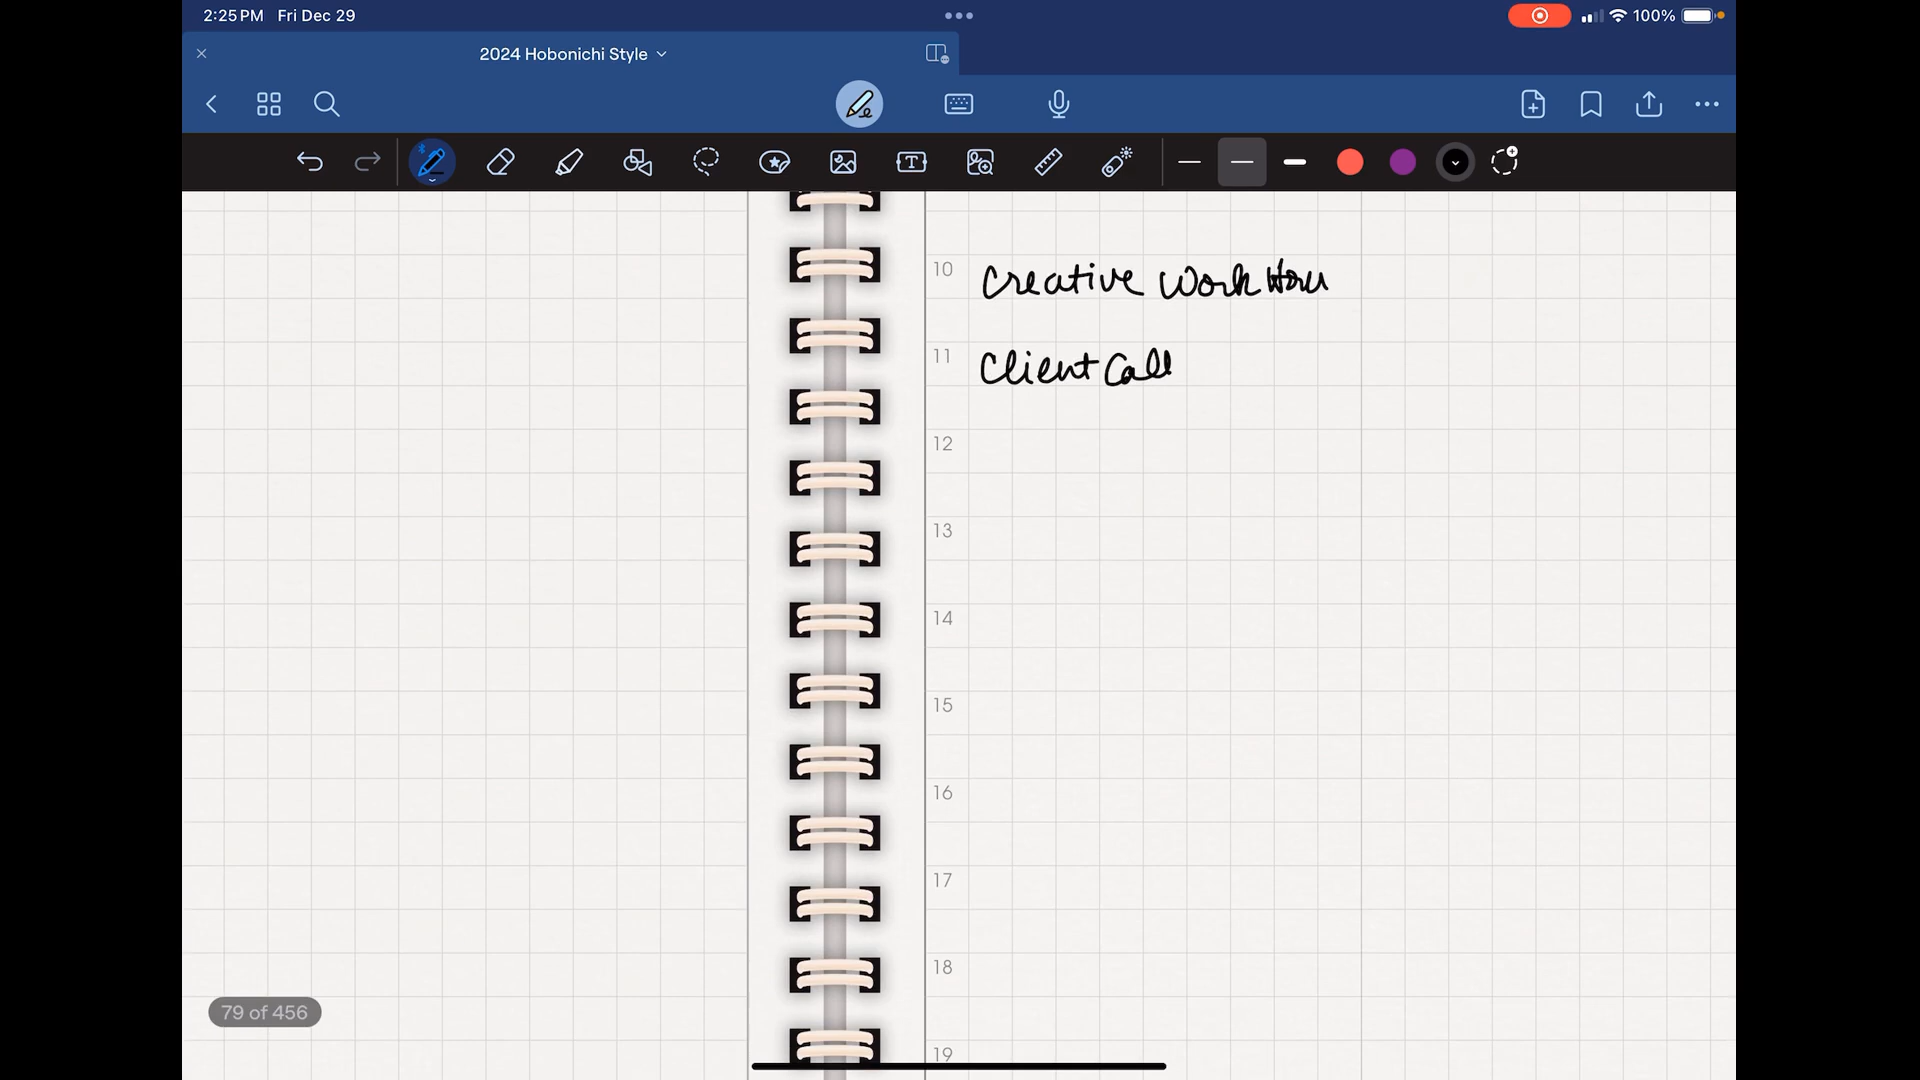 2:25 PM Fri Dec 29
100%
2024 Hobonichi Style
T
10 Creative Work Hour
11 Client Call
12
13
14
15
16
17
18
79 of 456
19